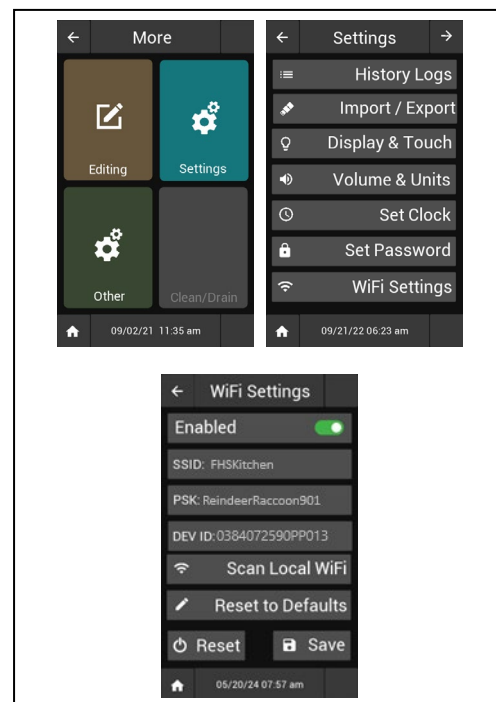 More
Editing
Settings
Other
Clean/Drain
09/02/21 11:35 am
Settings
History Logs
Import / Export
Display & Touch
Volume & Units
Set Clock
Set Password
WiFi Settings
09/21/22 06:23 am
WiFi Settings
Enabled
SSID: FHSKitchen
PSK: ReindeerRaccoon901
DEV ID: 0384072590PP013
Scan Local WiFi
Reset to Defaults
Reset Save
05/20/24 07:57 am